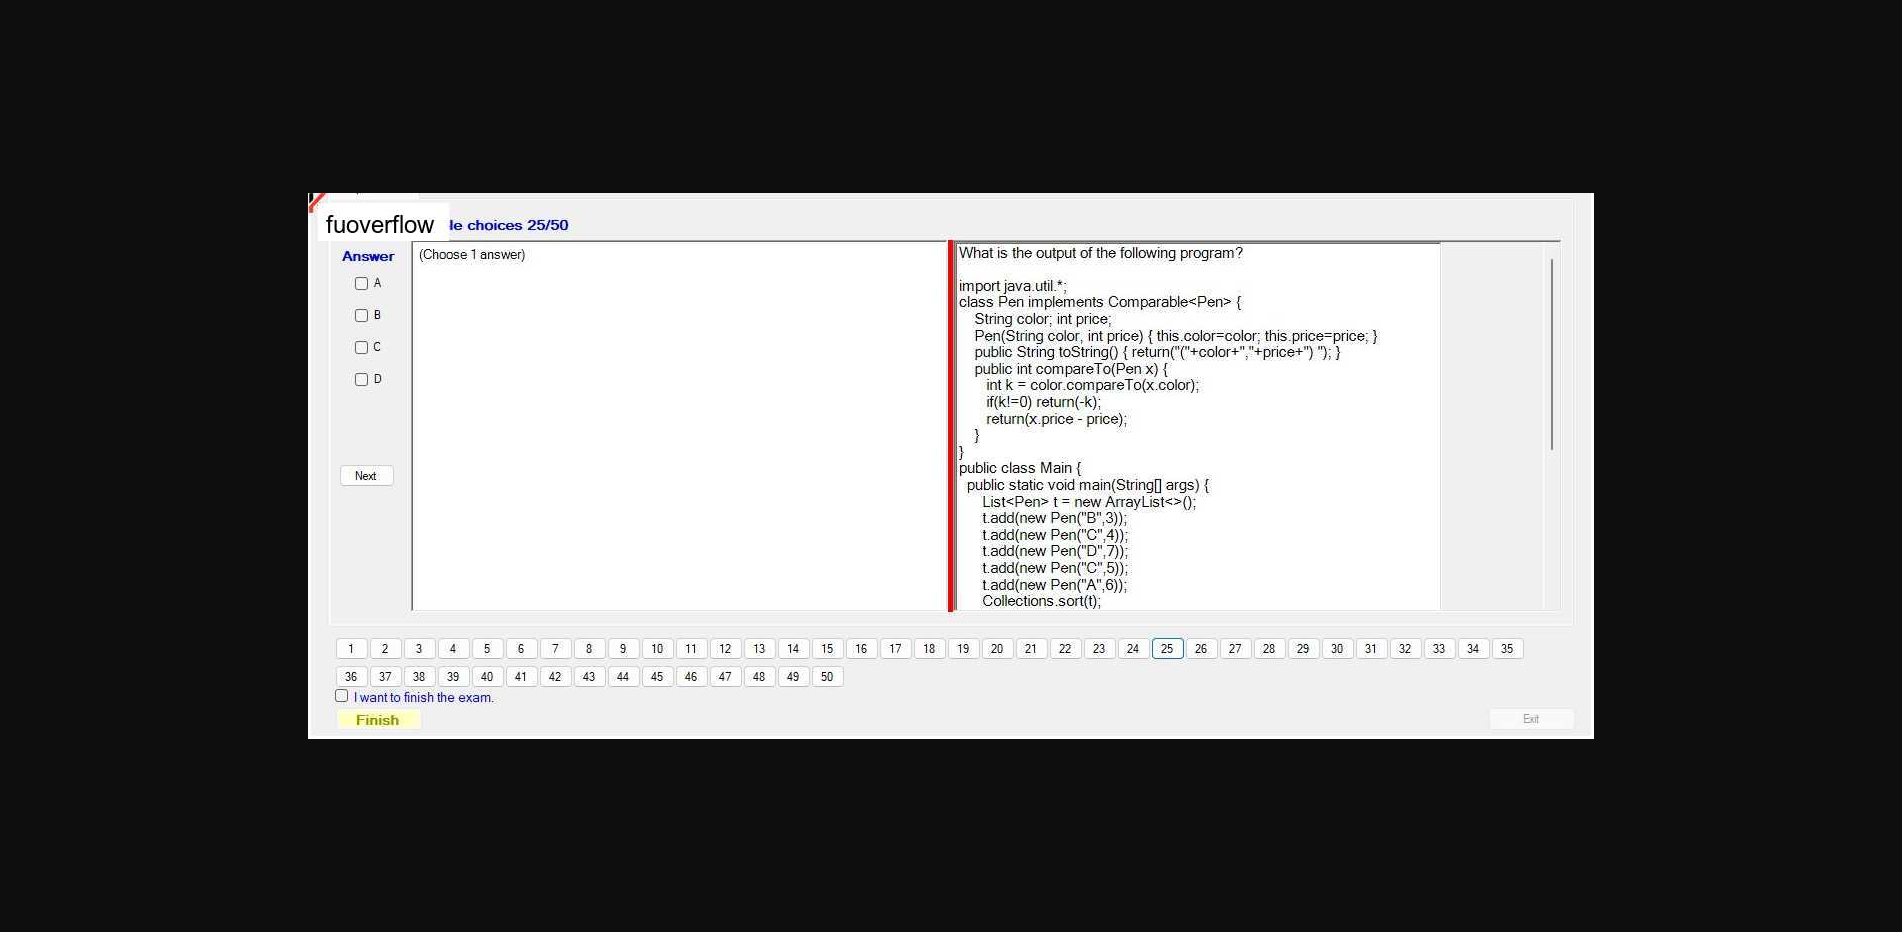 fuoverflow le choices 25/50
Answer
(Choose 1 answer)
A
B
C
D
Next
What is the output of the following program?
import java.util.*;
class Pen implements Comparable<Pen> {
String color; int price;
Pen(String color, int price) { this.color=color; this.price=price; }
public String toString() { return("("+color+","+price+") "); }
public int compareTo(Pen x) {
int k = color.compareTo(x.color);
if(k!=0) return(-k);
return(x.price - price);
}
}
public class Main {
public static void main(String[] args) {
List<Pen> t = new ArrayList<>();
t.add(new Pen("B",3));
t.add(new Pen("C",4));
t.add(new Pen("D",7));
t.add(new Pen("C",5));
t.add(new Pen("A",6));
Collections.sort(t);
1 2 3 4 5 6 7 8 9 10 11 12 13 14 15 16 17 18 19 20 21 22 23 24 25 26 27 28 29 30 31 32 33 34 35
36 37 38 39 40 41 42 43 44 45 46 47 48 49 50
I want to finish the exam.
Finish
Exit